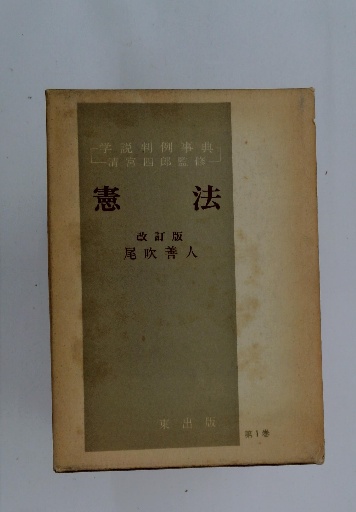 学説判例事典
清宮四郎監修
憲法
改訂版
尾吹善人
東出版
第1巻